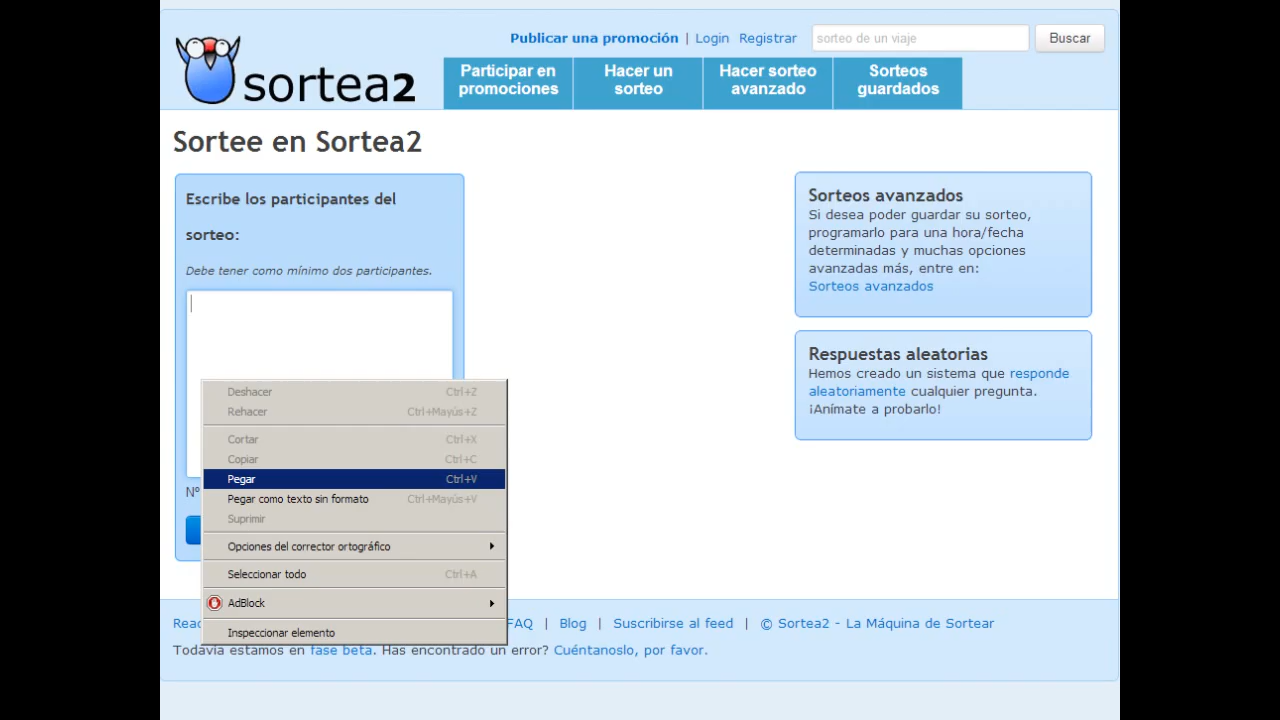 Publicar una promoción | Login Registrar sorteo de un viaje Buscar
sortea2
Participar en promociones
Hacer un sorteo
Hacer sorteo avanzado
Sorteos guardados
Sortee en Sortea2
Escribe los participantes del
sorteo:
Debe tener como mínimo dos participantes.
Nº
Deshacer Ctrl+Z
Rehacer Ctrl+Mayús+Z
Cortar Ctrl+X
Copiar Ctrl+C
Pegar Ctrl+V
Pegar como texto sin formato Ctrl+Mayús+V
Suprimir
Opciones del corrector ortográfico
Seleccionar todo Ctrl+A
AdBlock
Inspeccionar elemento
Sorteos avanzados
Si desea poder guardar su sorteo,
programarlo para una hora/fecha
determinadas y muchas opciones
avanzadas más, entre en:
Sorteos avanzados
Respuestas aleatorias
Hemos creado un sistema que responde
aleatoriamente cualquier pregunta.
¡Anímate a probarlo!
FAQ | Blog | Suscribirse al feed | © Sortea2 - La Máquina de Sortear
Todavía estamos en fase beta. Has encontrado un error? Cuéntanoslo, por favor.